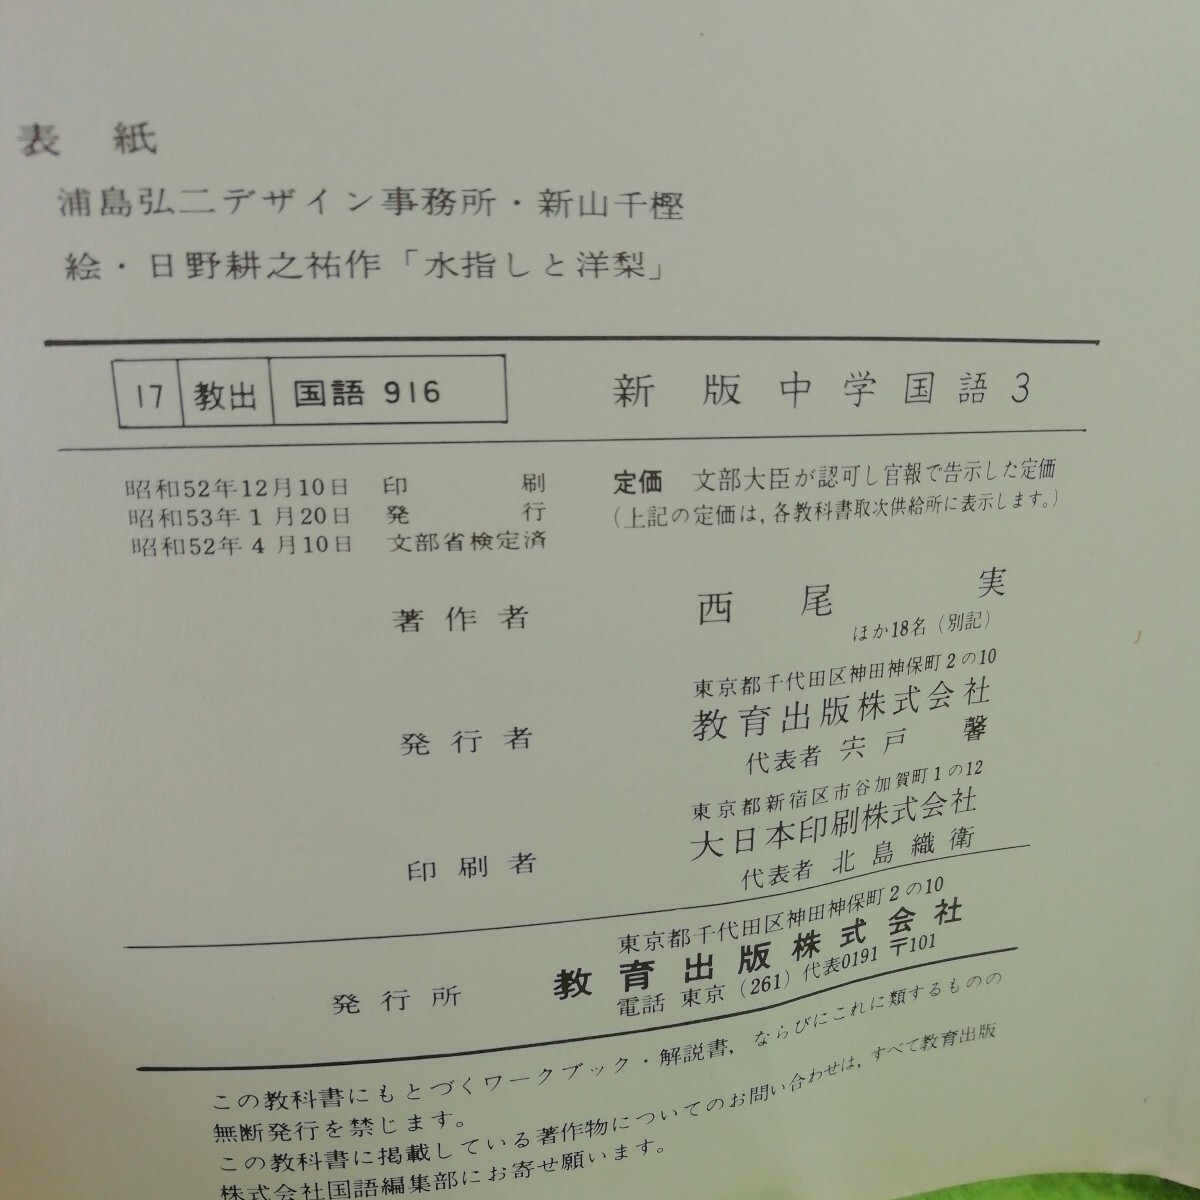 表紙
浦島弘二デザイン事務所・新山千樫
絵・日野耕之祐作「水指しと洋梨」
17 教出 国語 916 新版中学国語3
昭和52年12月10日 印刷
昭和53年1月20日 発行
昭和52年4月10日 文部省検定済
定価 文部大臣が認可し官報で告示した定価
(上記の定価は,各教科書取次供給所に表示します。)
著作者 西尾実
ほか18名(別記)
東京都千代田区神田神保町2の10
発行者 教育出版株式会社
代表者 宍戸馨
東京都新宿区市谷加賀町1の12
印刷者 大日本印刷株式会社
代表者 北島織衛
東京都千代田区神田神保町2の10
発行所 教育出版株式会社
電話 東京(261)代表0191 〒101
この教科書にもとづくワークブック・解説書,ならびにこれに類するものの
無断発行を禁じます。
この教科書に掲載している著作物についてのお問い合わせは,すべて教育出版
株式会社国語編集部にお寄せ願います。